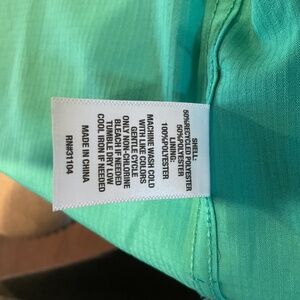 SHELL:
50%RECYCLED POLYESTER
50%POLYESTER
LINING:
100%POLYESTER
MACHINE WASH COLD
WITH LIKE COLORS
GENTLE CYCLE
ONLY NON-CHLORINE
BLEACH IF NEEDED
TUMBLE DRY LOW
COOL IRON IF NEEDED
RN#31104
MADE IN CHINA